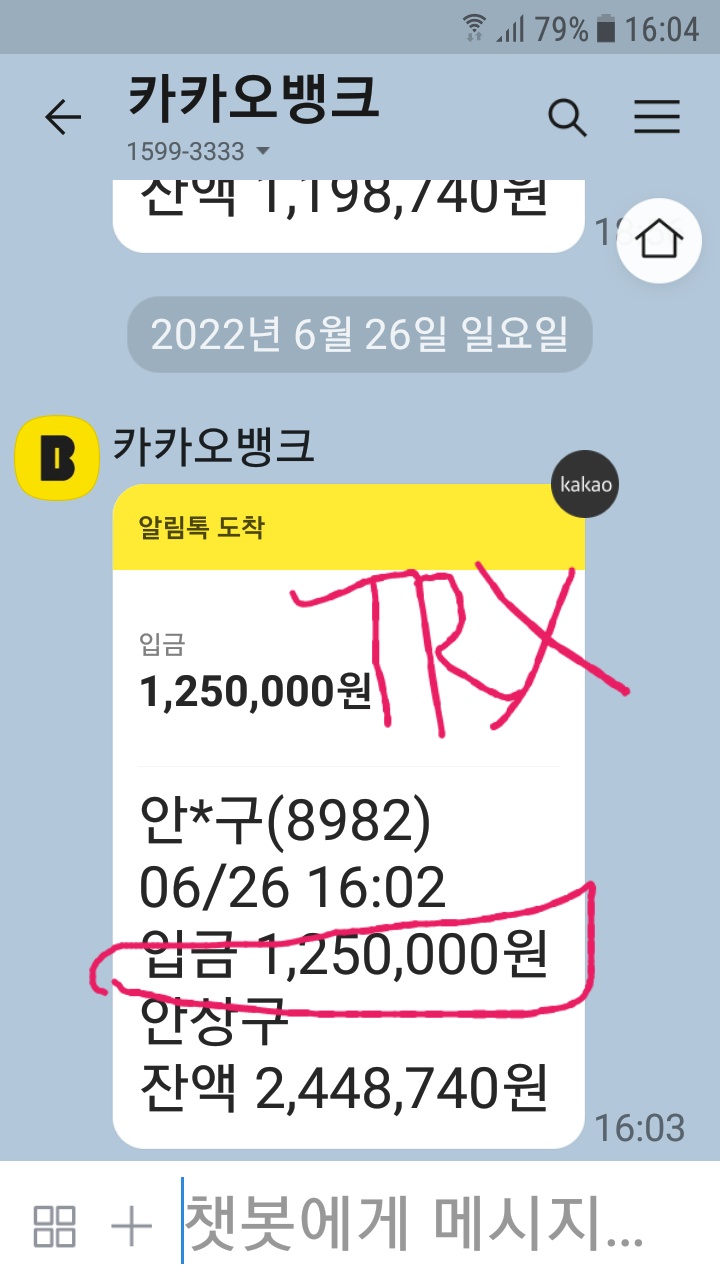 79% 16:04
카카오뱅크
1599-3333
잔액 1,198,740원
2022년 6월 26일 일요일
B 카카오뱅크
kakao
알림톡 도착
TRX
입금
1,250,000원
안*구(8982)
06/26 16:02
입금 1,250,000원
안창구
잔액 2,448,740원
16:03
챗봇에게 메시지...